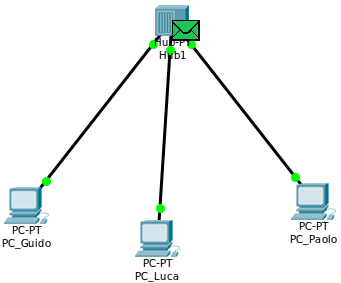 Hub-PT
Hub1
PC-PT
PC_Guido
PC-PT
PC_Luca
PC-PT
PC_Paolo